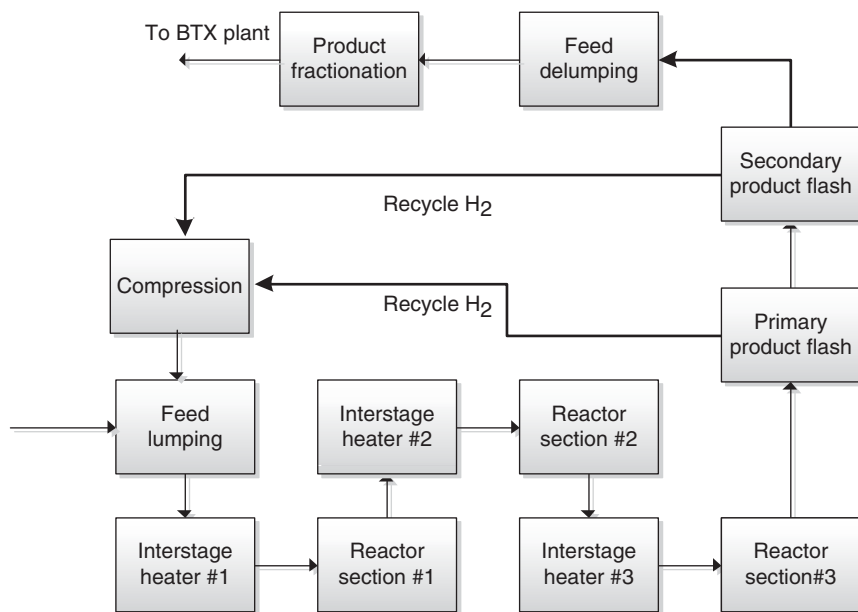 To BTX plant
Product
fractionation
Feed
delumping
Secondary
product flash
Recycle H2
Compression
Recycle H2
Primary
product flash
Feed
lumping
Interstage
heater #2
Reactor
section #2
Interstage
heater #1
Reactor
section #1
Interstage
heater #3
Reactor
section#3